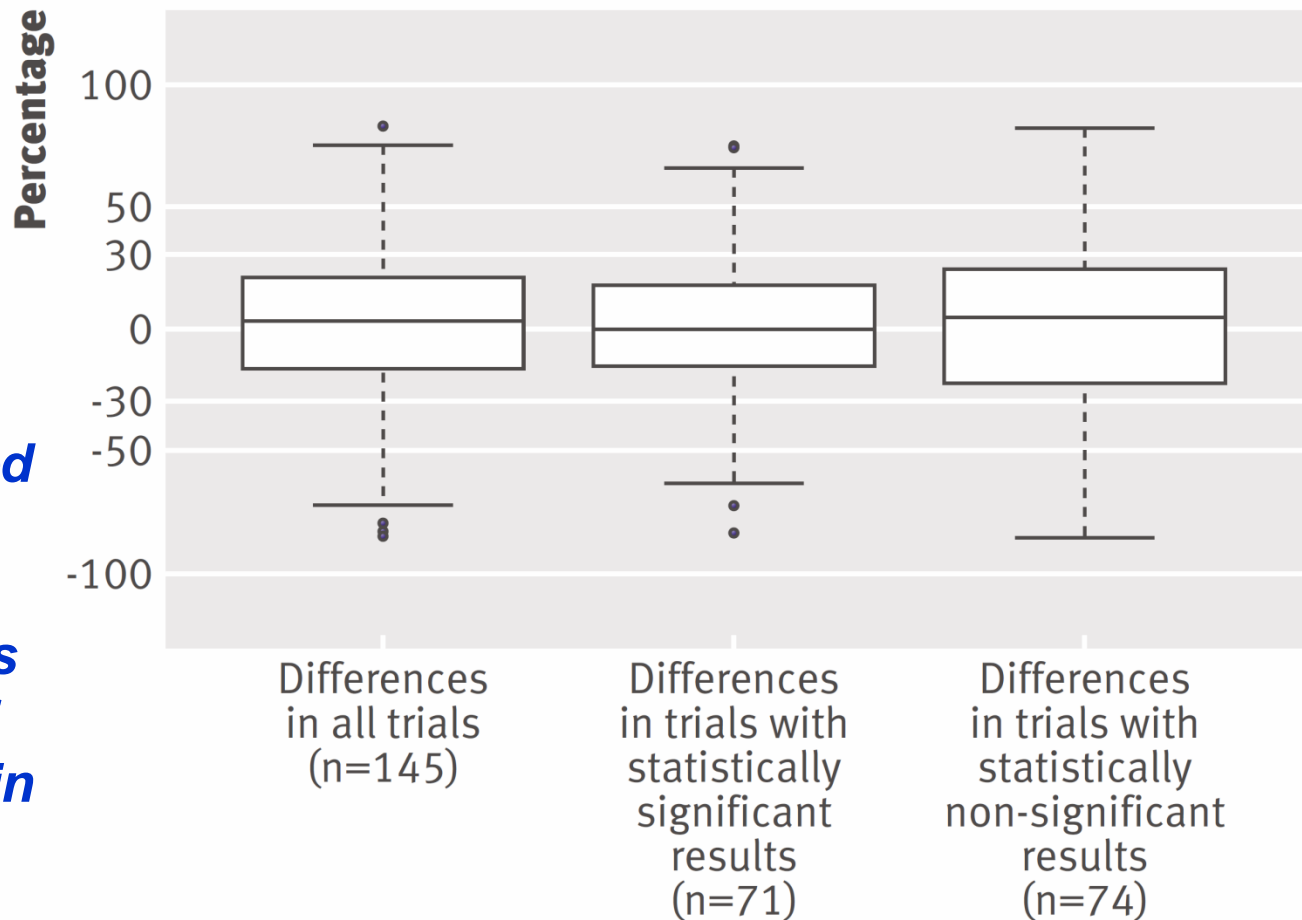 Percentage
100
50
30
0
-30
-50
-100
d
s
in
Differences
in all trials
(n=145)
Differences
in trials with
statistically
significant
results
(n=71)
Differences
in trials with
statistically
non-significant
results
(n=74)